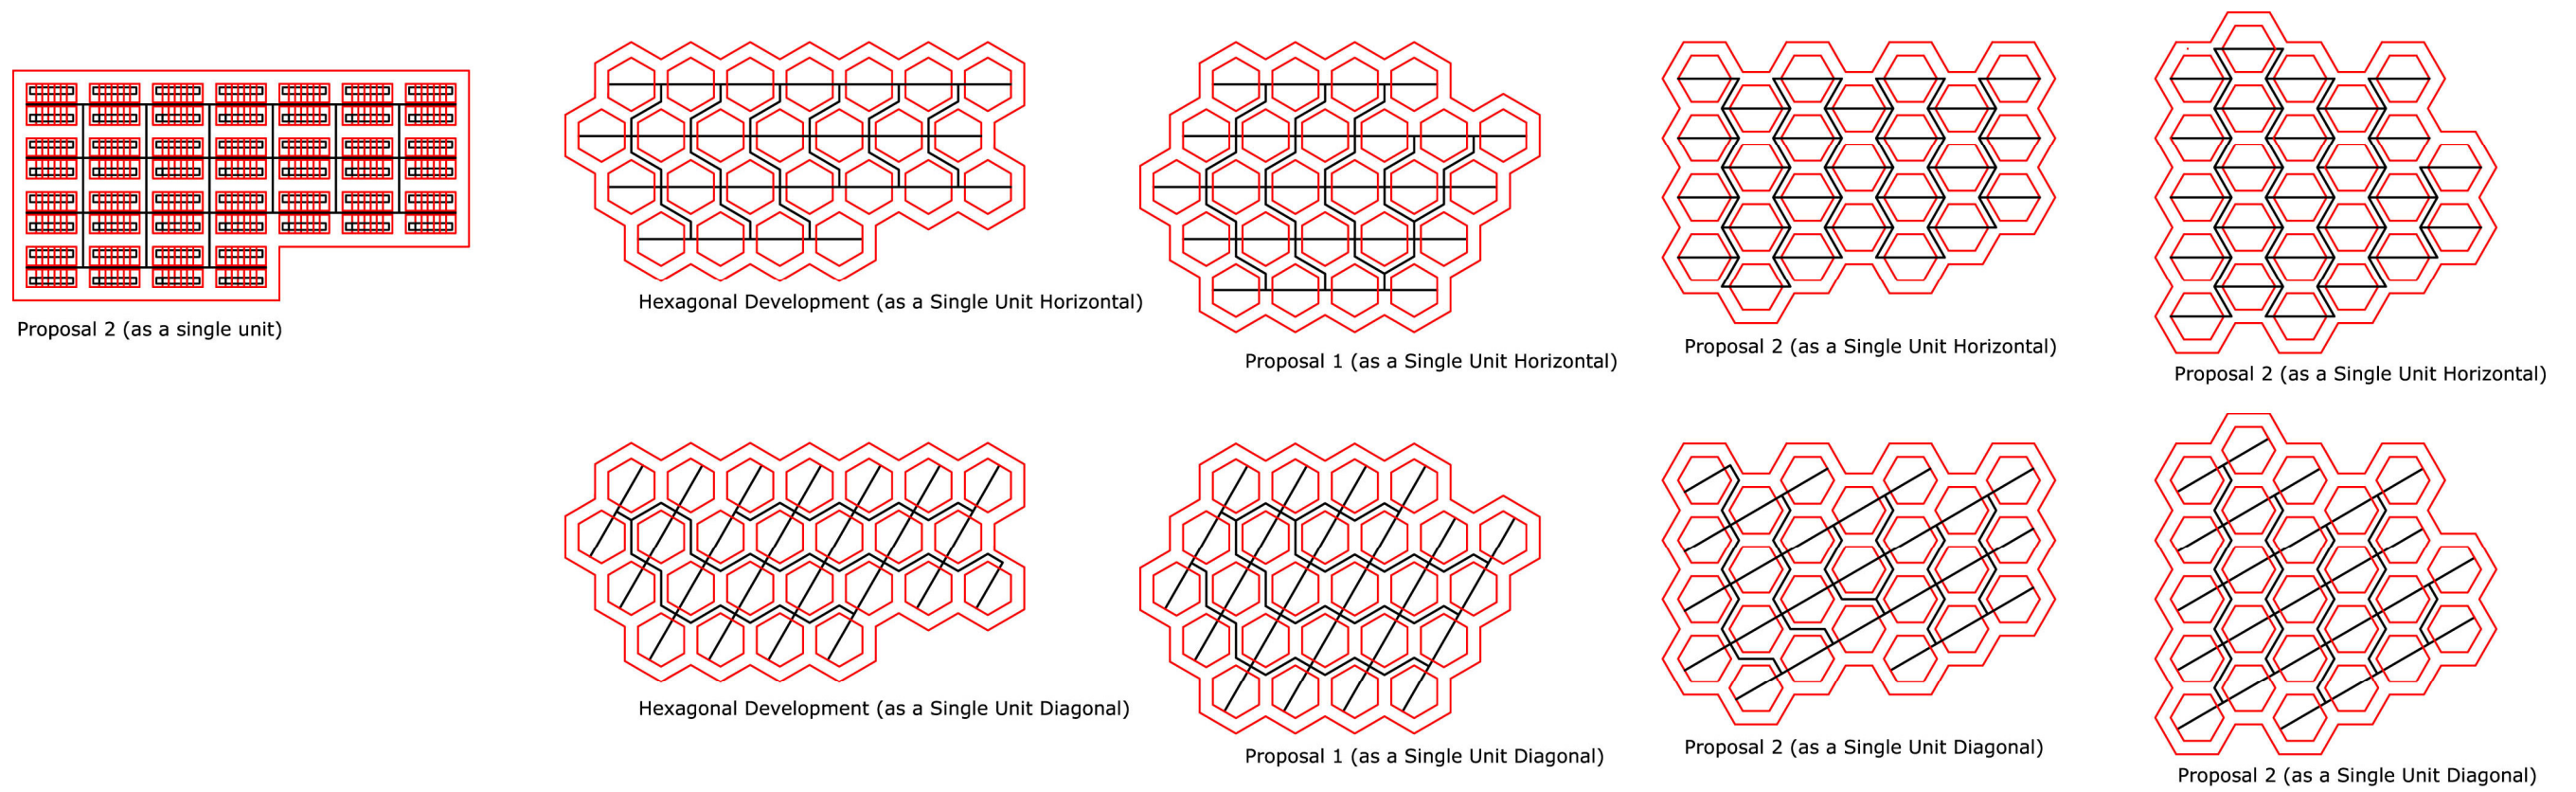 Proposal 2 (as a single unit)
Hexagonal Development (as a Single Unit Horizontal)
Proposal 1 (as a Single Unit Horizontal)
Proposal 2 (as a Single Unit Horizontal)
Proposal 2 (as a Single Unit Horizontal)
Hexagonal Development (as a Single Unit Diagonal)
Proposal 1 (as a Single Unit Diagonal)
Proposal 2 (as a Single Unit Diagonal)
Proposal 2 (as a Single Unit Diagonal)